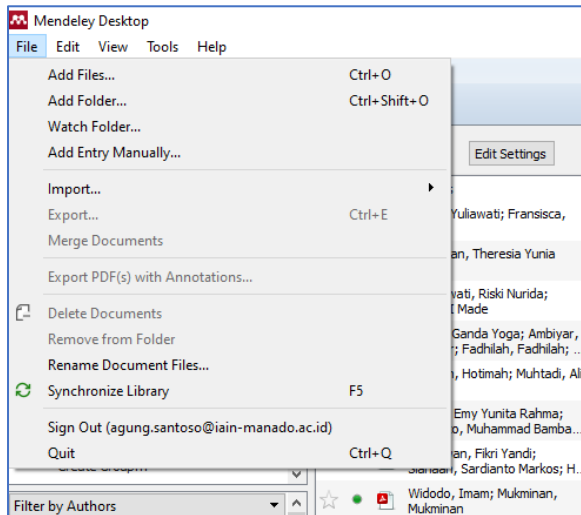 Mendeley Desktop
File Edit View Tools Help
Add Files... Ctrl+O
Add Folder... Ctrl+Shift+O
Watch Folder...
Add Entry Manually...
Edit Settings
Import...
Export... Ctrl+E
Merge Documents
Export PDF(s) with Annotations...
Delete Documents
Remove from Folder
Rename Document Files...
Synchronize Library F5
Sign Out (agung.santoso@iain-manado.ac.id)
Quit Ctrl+Q
Yuliawati; Fransisca,
an, Theresia Yunia
wati, Riski Nurida;
I Made
Ganda Yoga; Ambiyar,
r; Fadhilah, Fadhilah; ...
, Hotimah; Muhtadi, Ali
Emy Yunita Rahma;
o, Muhammad Bamba...
an, Fikri Yandi;
Sianaan, Sardianto Markos; H..
Filter by Authors
Widodo, Imam; Mukminan,
Mukminan